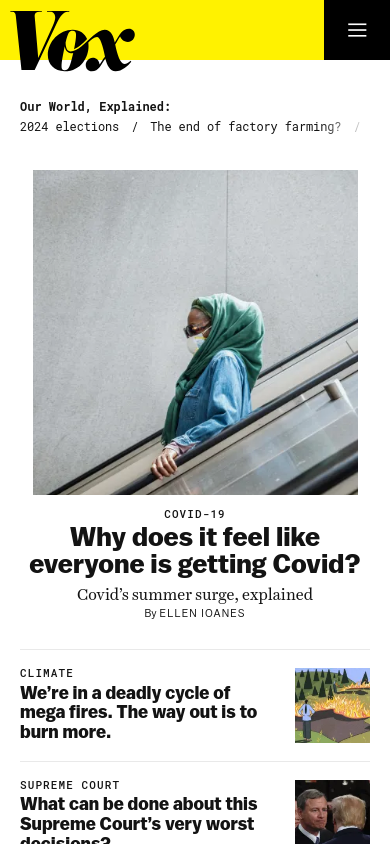 Vox
Our World, Explained:
2024 elections / The end of factory farming? /
COVID-19
Why does it feel like
everyone is getting Covid?
Covid’s summer surge, explained
By ELLEN IOANES
CLIMATE
We’re in a deadly cycle of
mega fires. The way out is to
burn more.
SUPREME COURT
What can be done about this
Supreme Court’s very worst
decisions?